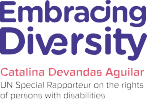 Embracing
Diversity
Catalina Devandas Aguilar
UN Special Rapporteur on the rights
of persons with disabilities